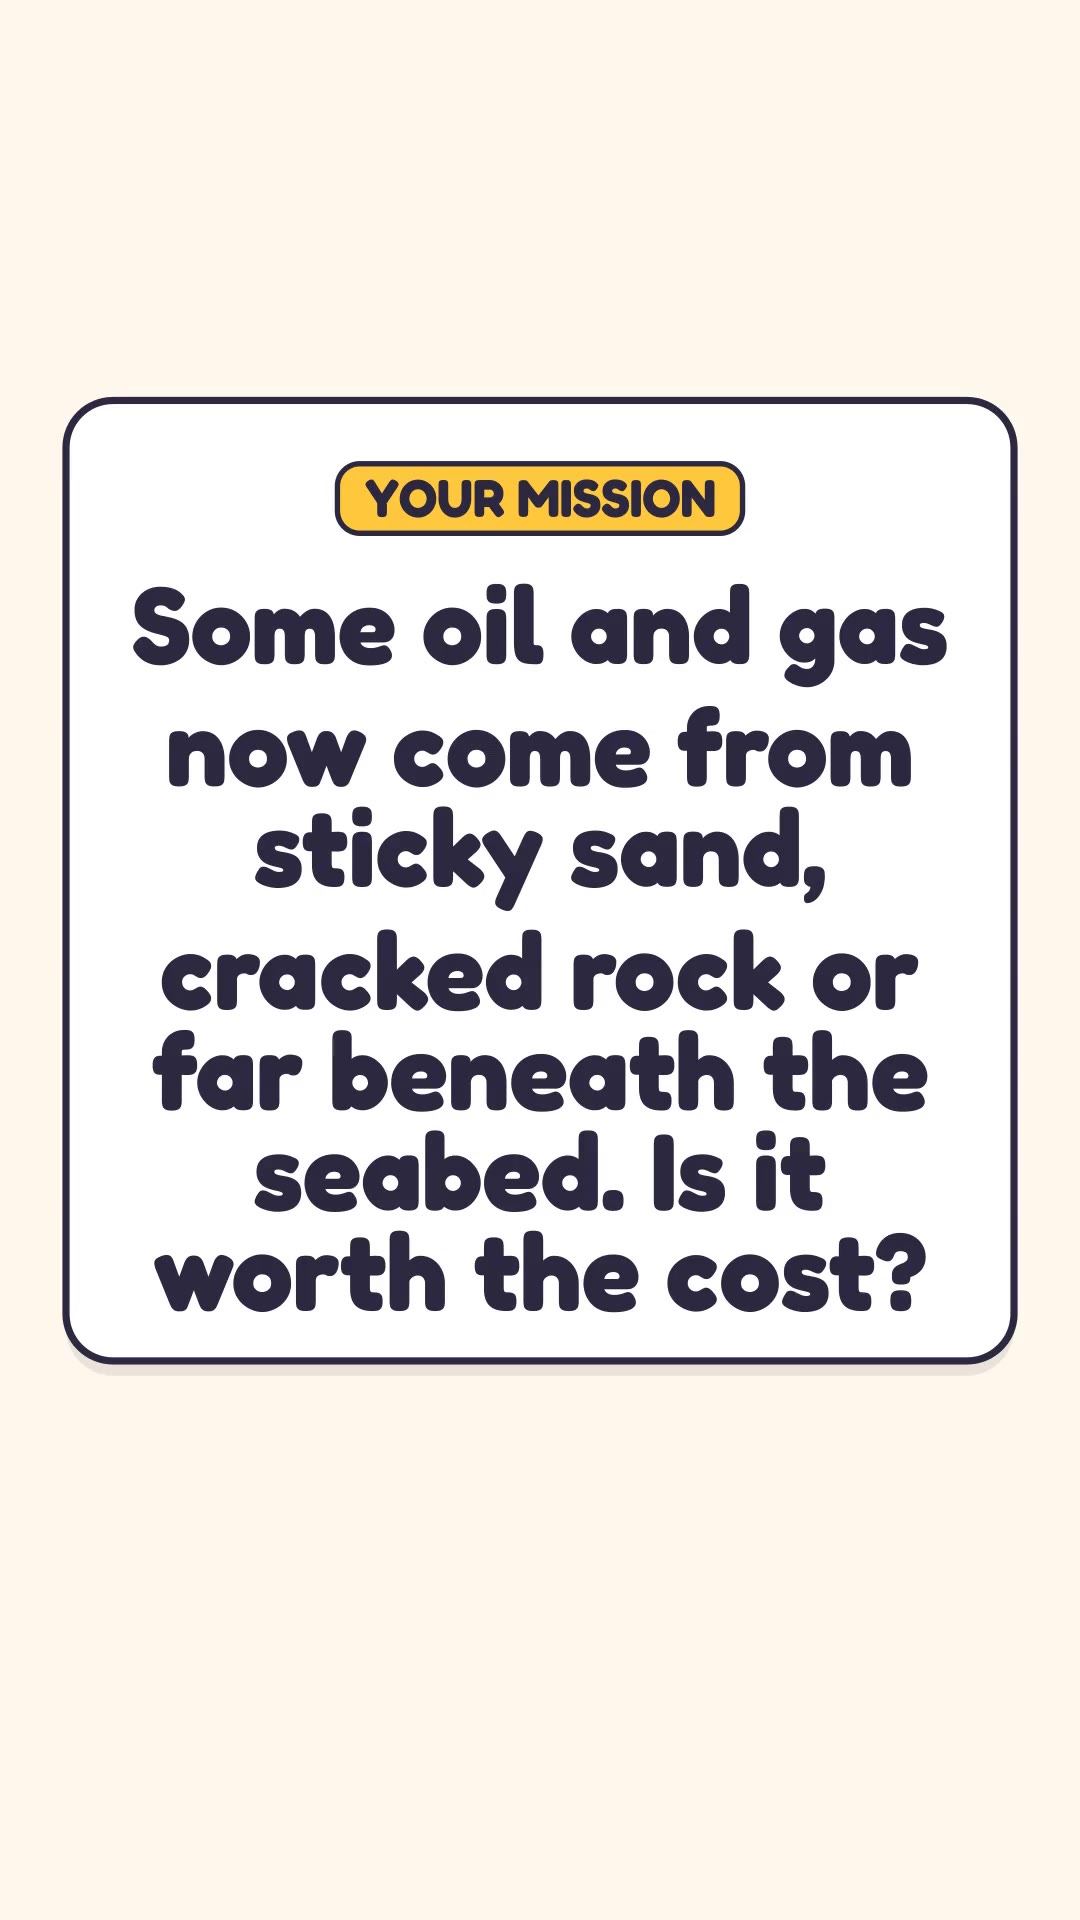 YOUR MISSION
Some oil and gas
now come from
sticky sand,
cracked rock or
far beneath the
seabed. Is it
worth the cost?